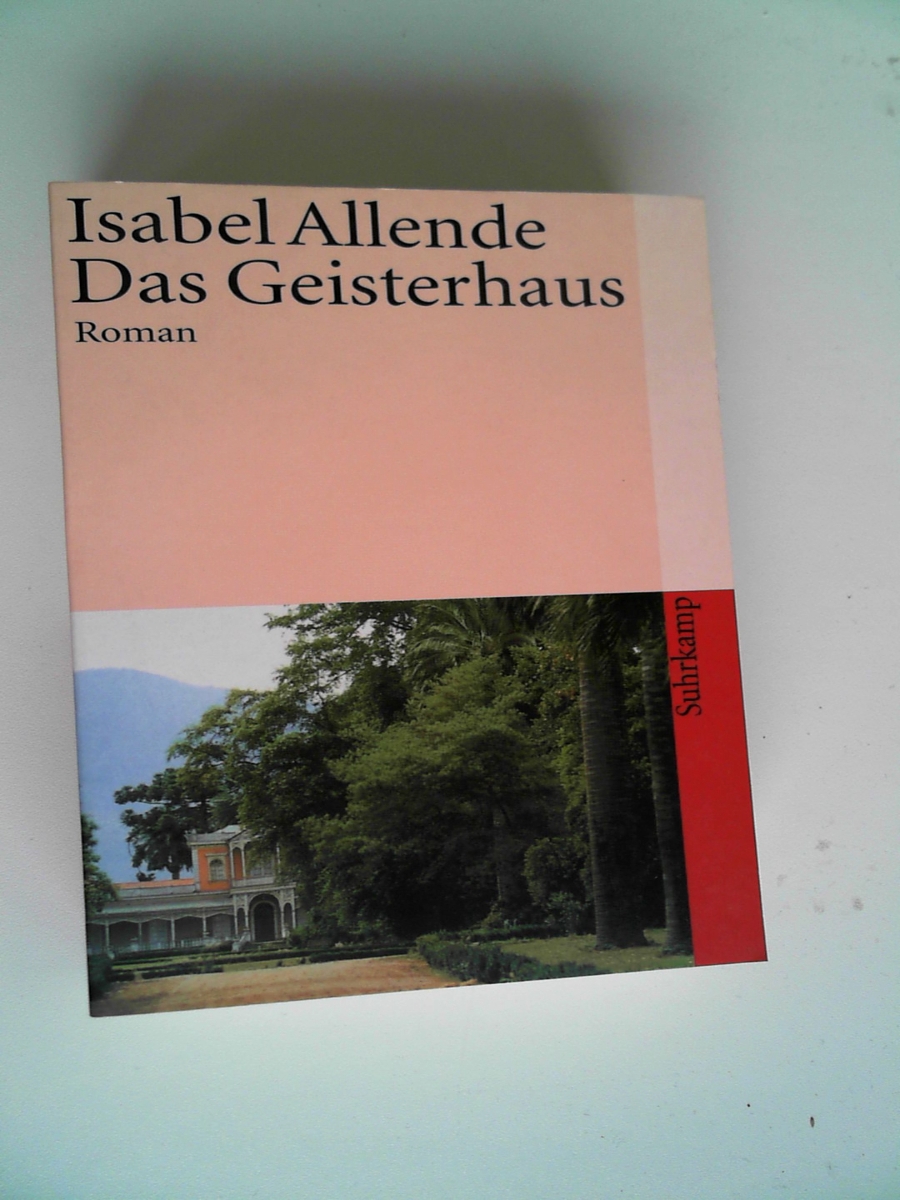 Isabel Allende
Das Geisterhaus
Roman
Suhrkamp